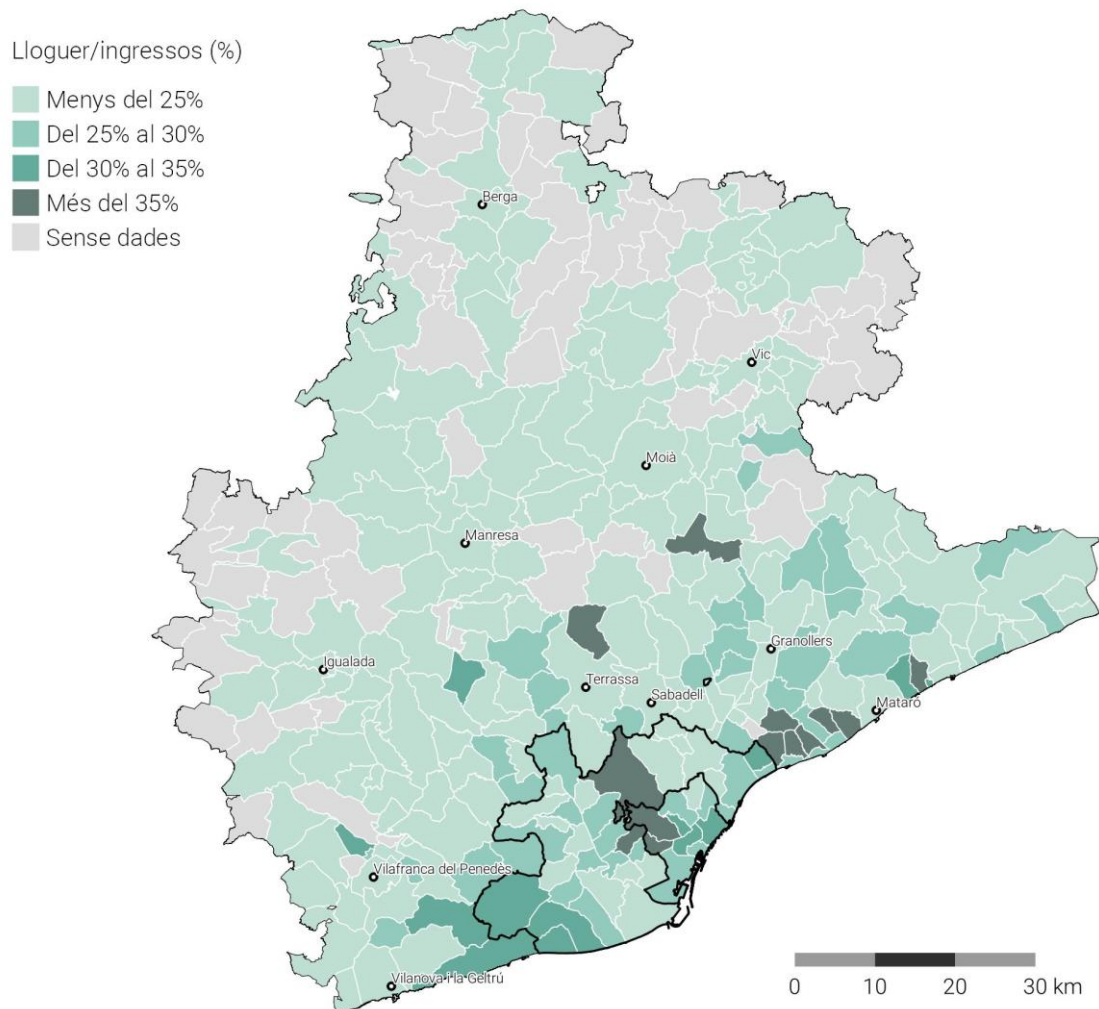 Lloguer/ingressos (%)
Menys del 25%
Del 25% al 30%
Del 30% al 35%
Més del 35%
Sense dades
Berga
Vic
Moià
Manresa
Granollers
Igualada
Terrassa
Sabadell
Mataró
Vilafranca del Penedès
Vilanova i la Geltrú
0 10 20 30 km